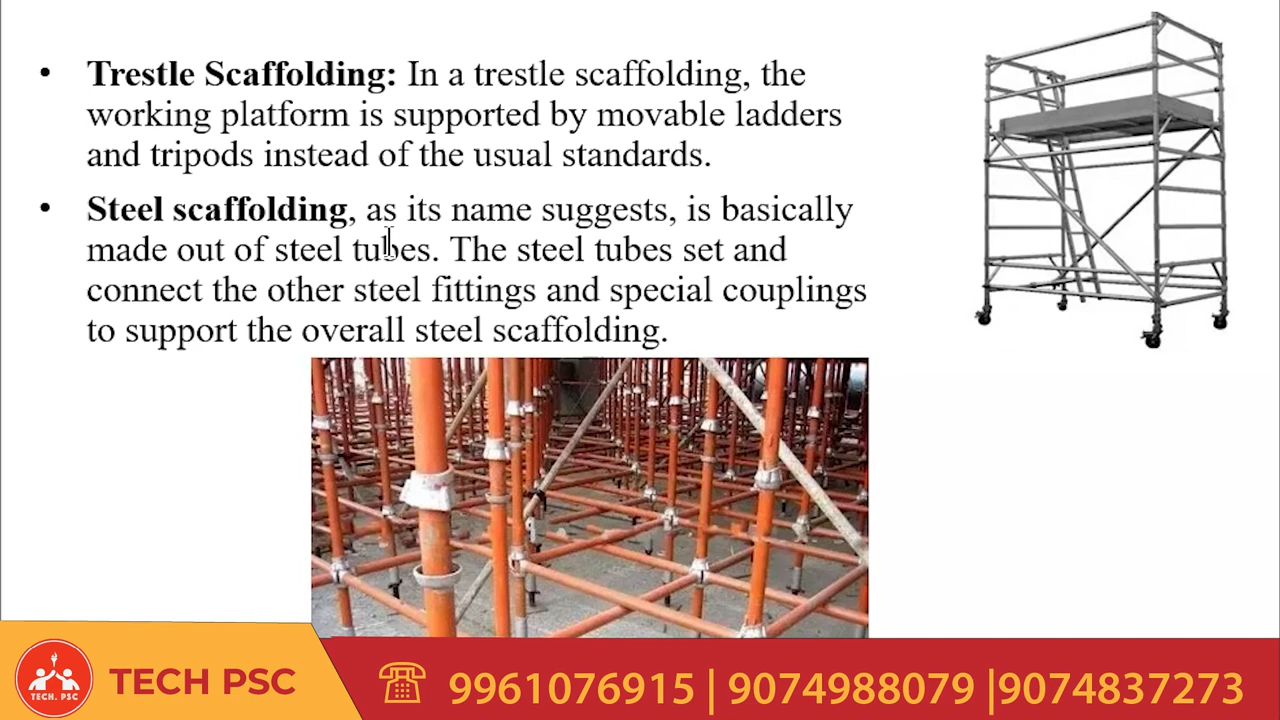 • Trestle Scaffolding: In a trestle scaffolding, the
working platform is supported by movable ladders
and tripods instead of the usual standards.
• Steel scaffolding, as its name suggests, is basically
made out of steel tubes. The steel tubes set and
connect the other steel fittings and special couplings
to support the overall steel scaffolding.
TECH. PSC
TECH PSC
9961076915 | 9074988079 |9074837273